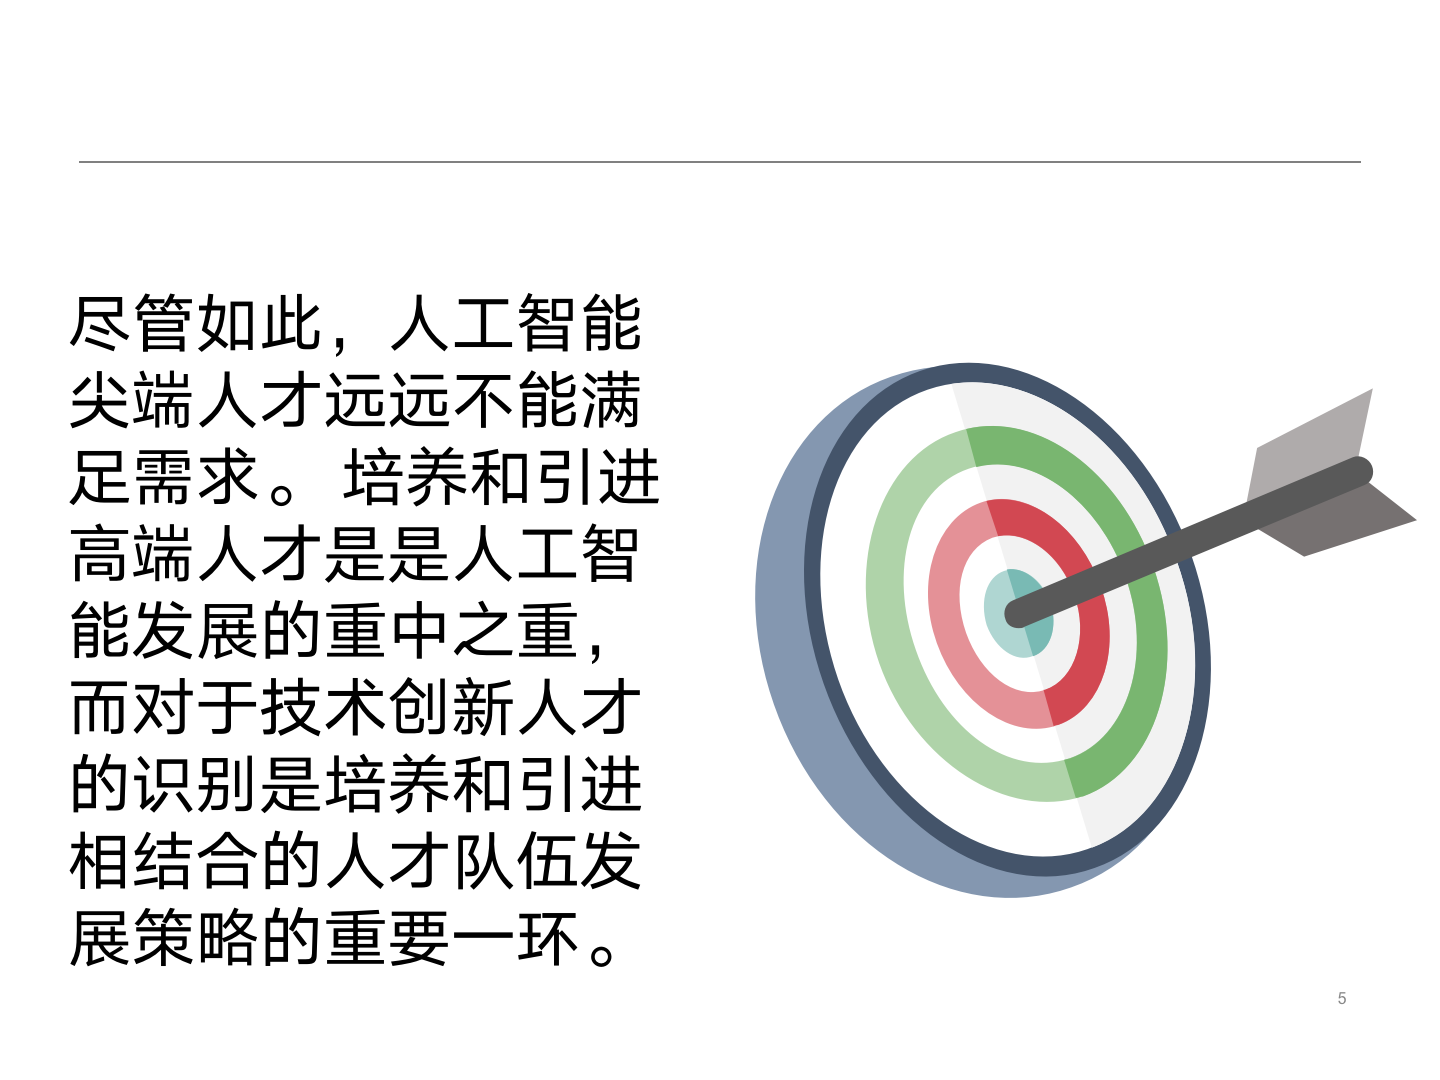 尽管如此，人工智能
尖端人才远远不能满
足需求。 培养和引进
高端人才是是人工智
能发展的重中之重，
而对于技术创新人才
的识别是培养和引进
相结合的人才队伍发
展策略的重要一环。
5